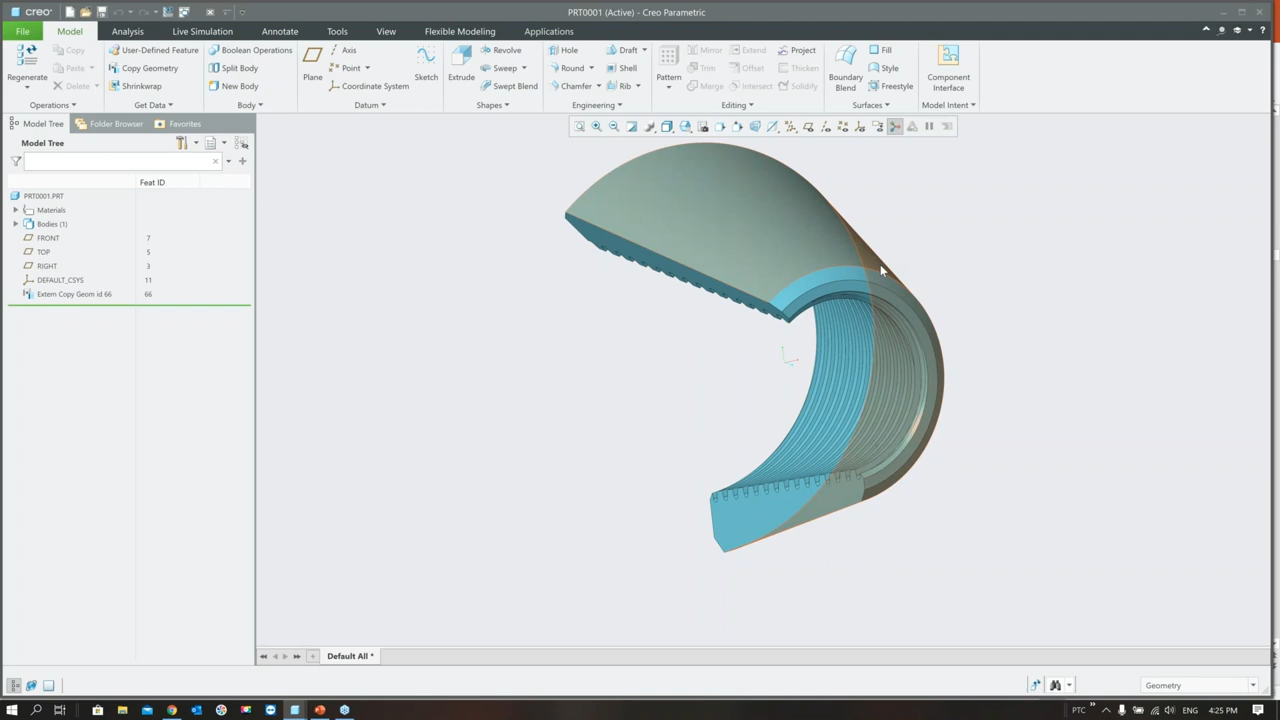 creo
PRT0001 (Active) - Creo Parametric
File
Model
Analysis
Live Simulation
Annotate
Tools
View
Flexible Modeling
Applications
Regenerate
Copy
Paste
Delete
Operations
User-Defined Feature
Copy Geometry
Shrinkwrap
Get Data
Boolean Operations
Split Body
New Body
Body
Plane
Axis
Point
Coordinate System
Sketch
Datum
Extrude
Revolve
Sweep
Swept Blend
Shapes
Hole
Round
Chamfer
Draft
Shell
Rib
Engineering
Pattern
Mirror
Trim
Merge
Extend
Offset
Intersect
Project
Thicken
Solidify
Editing
Boundary
Blend
Fill
Style
Freestyle
Surfaces
Component
Interface
Model Intent
Model Tree
Folder Browser
Favorites
Model Tree
Feat ID
PRT0001.PRT
Materials
Bodies (1)
FRONT 7
TOP 5
RIGHT 3
DEFAULT_CSYS 11
Extern Copy Geom id 66 66
Default All *
Geometry
PTC
ENG
4:25 PM